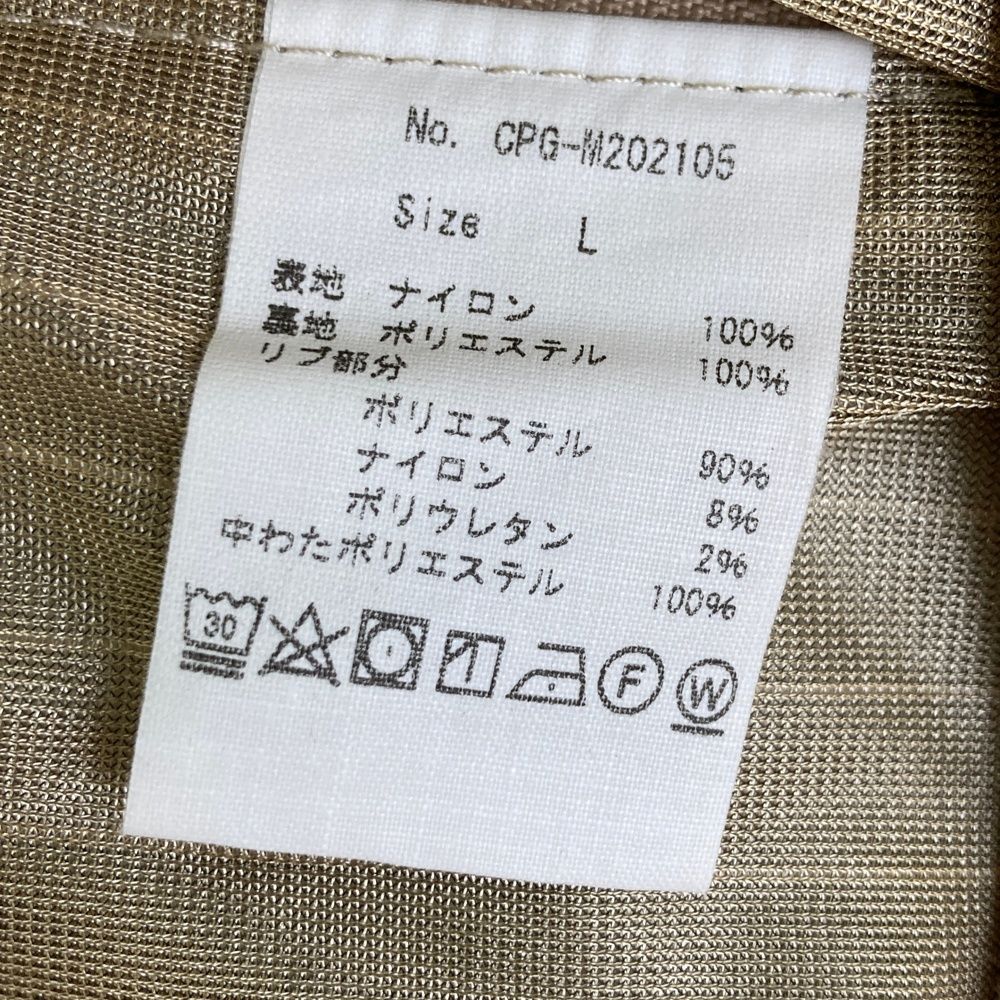 No. CPG-M202105
Size L
表地 ナイロン 100%
裏地 ポリエステル 100%
リブ部分
ポリエステル 90%
ナイロン 8%
ポリウレタン 2%
中わたポリエステル 100%
30 F W